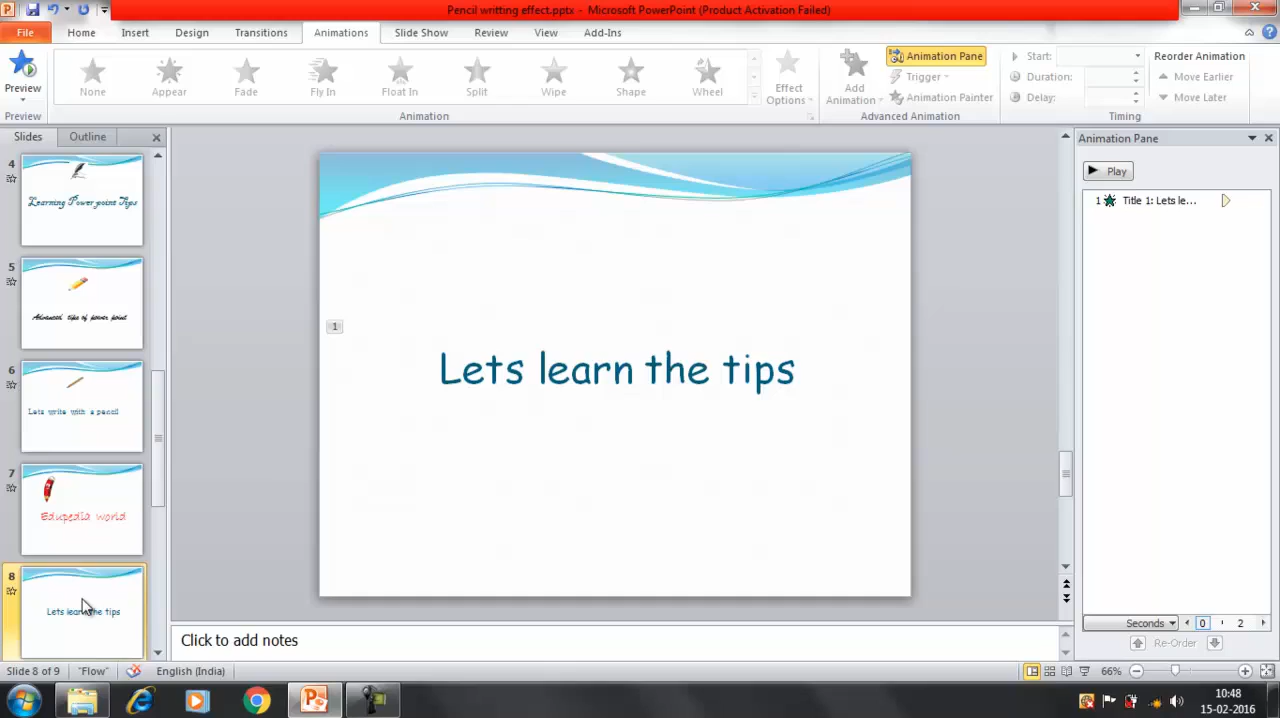 Pencil writting effect.pptx - Microsoft PowerPoint (Product Activation Failed)
File Home Insert Design Transitions Animations Slide Show Review View Add-Ins
Preview
Preview
None Appear Fade Fly In Float In Split Wipe Shape Wheel
Animation
Effect Options
Add Animation
Animation Pane
Trigger
Animation Painter
Advanced Animation
Start:
Duration:
Delay:
Timing
Reorder Animation
Move Earlier
Move Later
Slides Outline
4
Learning Power point Tips
5
Advanced tips of power point
6
Lets write with a pencil
7
Edupedia world
8
Lets learn the tips
1
Lets learn the tips
Click to add notes
Animation Pane
Play
1 Title 1: Lets le...
Seconds 0 2
Re-Order
Slide 8 of 9 "Flow" English (India) 66%
10:48
15-02-2016